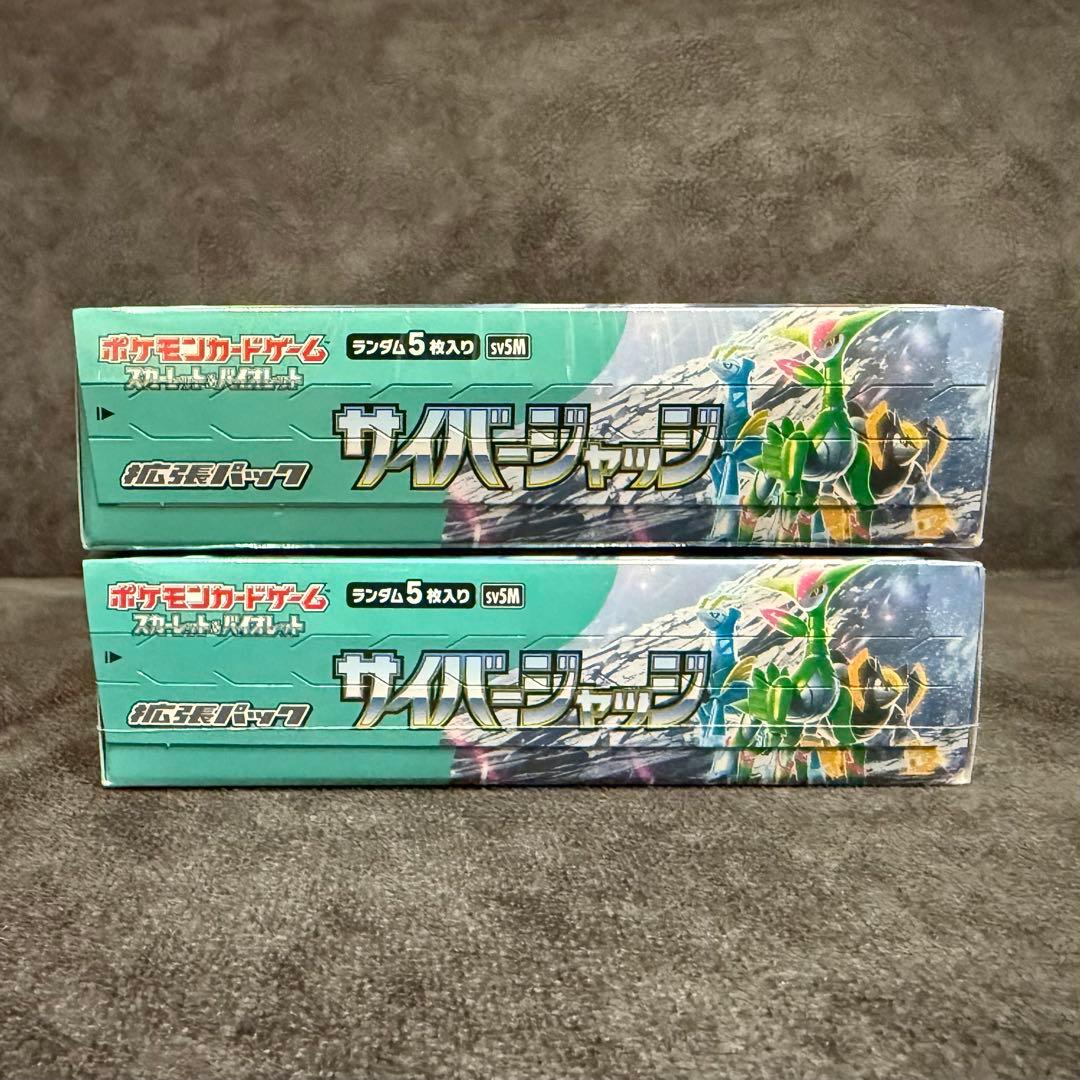 ポケモンカードゲーム
スカーレット&バイオレット
ランダム5枚入り SV5M
サイバージャッジ
拡張パック
ポケモンカードゲーム
スカーレット&バイオレット
ランダム5枚入り SV5M
サイバージャッジ
拡張パック